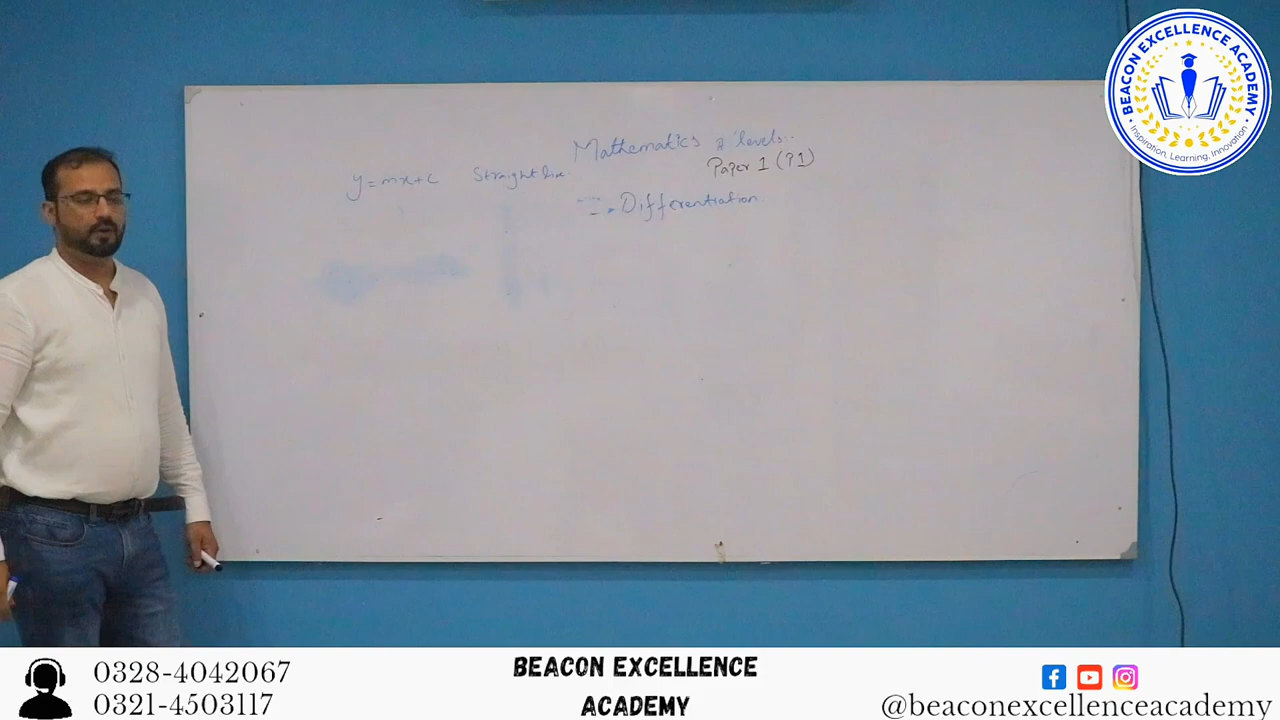 BEACON EXCELLENCE ACADEMY
Inspiration, Learning, Innovation
Mathematics A levels:-
Paper 1 (P1)
y=mx+c Straight line
Differentiation
0328-4042067
0321-4503117
BEACON EXCELLENCE
ACADEMY
@beaconexcellenceacademy